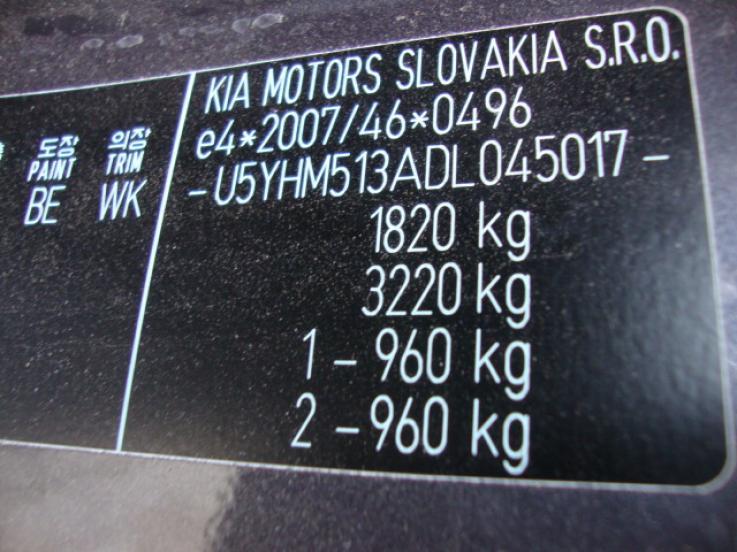 KIA MOTORS SLOVAKIA S.R.O.
e4*2007/46*0496
-U5YHM513ADL045017-
1820 kg
3220 kg
1 - 960 kg
2 - 960 kg
도장 의장
PAINT TRIM
BE WK